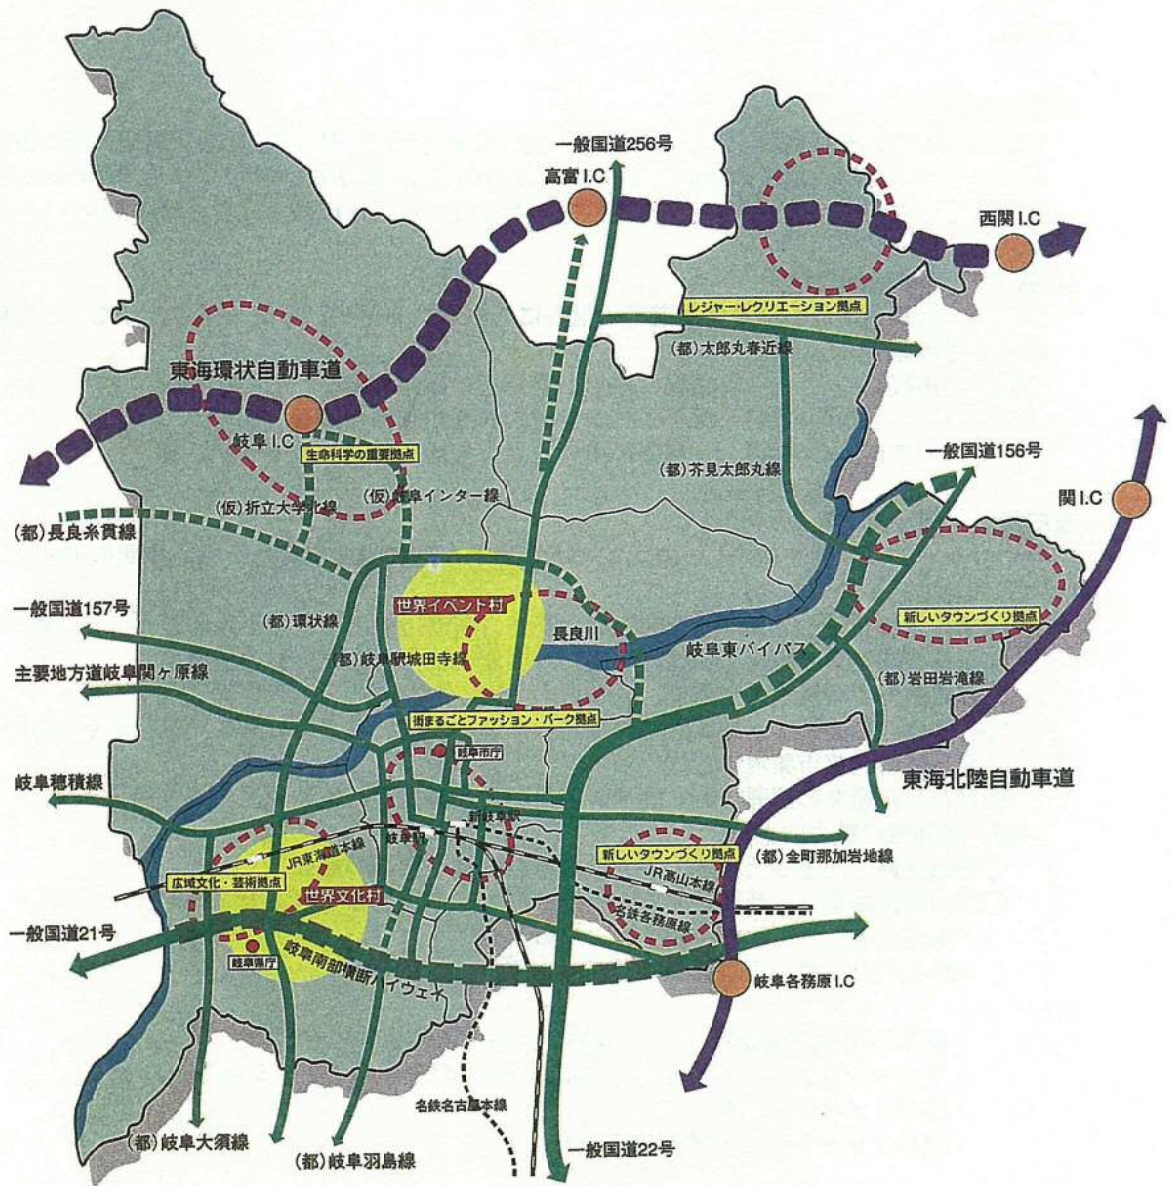 一般国道256号
高富I.C
西関I.C
レジャー・レクリエーション拠点
(都)太郎丸春近線
東海環状自動車道
岐阜I.C
生命科学の重要拠点
(都)芥見太郎丸線
一般国道156号
関I.C
(仮)折立大学北線
(仮)岐阜インター線
(都)長良糸貫線
一般国道157号
(都)環状線
世界イベント村
長良川
新しいタウンづくり拠点
(都)岐阜駅城田寺線
岐阜東バイパス
主要地方道岐阜関ヶ原線
(都)岩田岩滝線
街まるごとファッション・パーク拠点
岐阜市庁
岐阜穂積線
東海北陸自動車道
新岐阜駅
岐阜駅
JR東海道本線
新しいタウンづくり拠点
(都)金町那加岩地線
広域文化・芸術拠点
世界文化村
JR高山本線
名鉄各務原線
一般国道21号
岐阜県庁
岐阜南部横断ハイウェイ
岐阜各務原I.C
名鉄名古屋本線
(都)岐阜大須線
(都)岐阜羽島線
一般国道22号